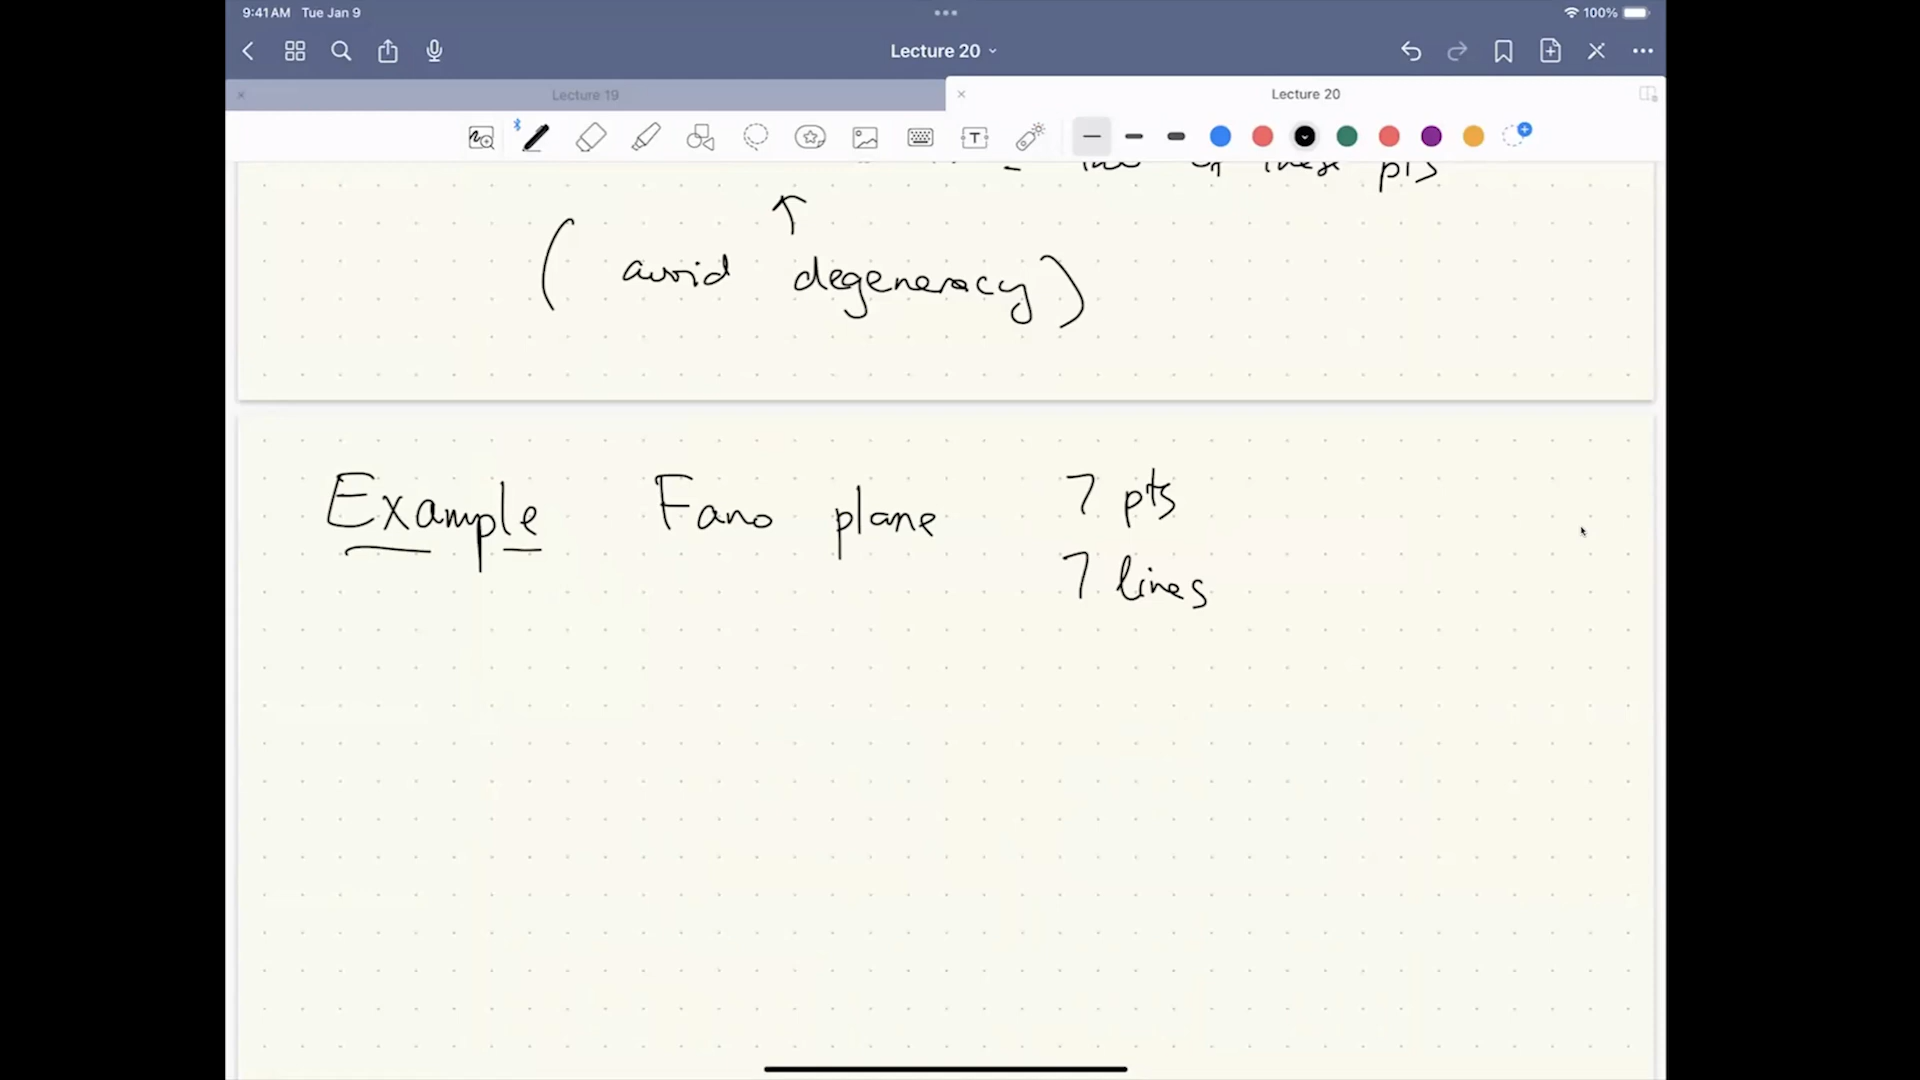 9:41 AM Tue Jan 9
100%
Lecture 20
Lecture 19
Lecture 20
these pts
( avoid degeneracy )
Example Fano plane 7 pts
7 lines